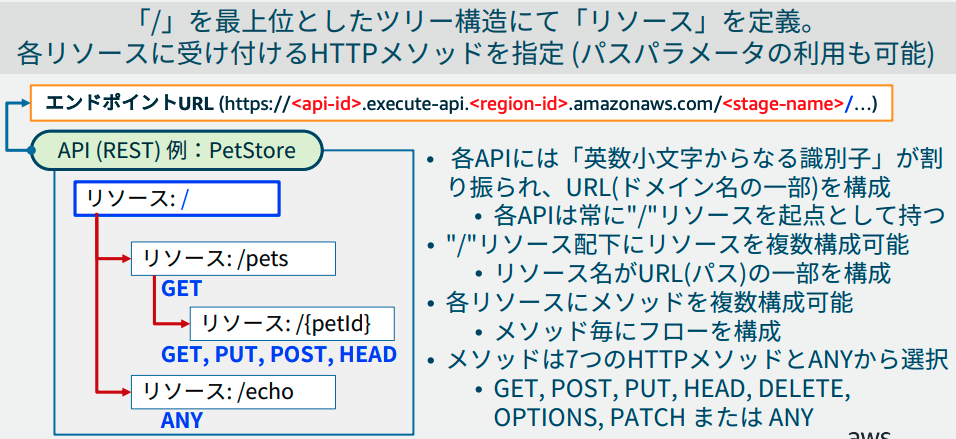 「/」を最上位としたツリー構造にて「リソース」を定義。
各リソースに受け付けるHTTPメソッドを指定 (パスパラメータの利用も可能)
エンドポイントURL (https://<api-id>.execute-api.<region-id>.amazonaws.com/<stage-name>/…)
API (REST) 例：PetStore
リソース: /
リソース: /pets
GET
リソース: /{petId}
GET, PUT, POST, HEAD
リソース: /echo
ANY
• 各APIには「英数小文字からなる識別子」が割
り振られ、URL(ドメイン名の一部)を構成
• 各APIは常に"/"リソースを起点として持つ
• "/"リソース配下にリソースを複数構成可能
• リソース名がURL(パス)の一部を構成
• 各リソースにメソッドを複数構成可能
• メソッド毎にフローを構成
• メソッドは7つのHTTPメソッドとANYから選択
• GET, POST, PUT, HEAD, DELETE,
OPTIONS, PATCH または ANY
aws